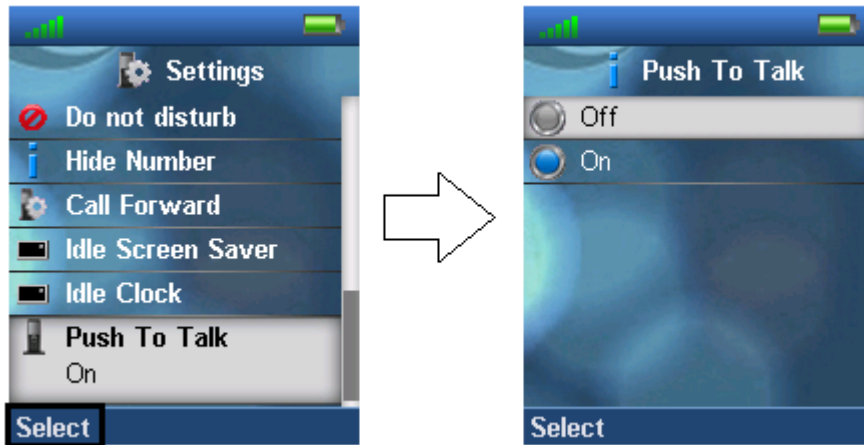 Settings
Do not disturb
Hide Number
Call Forward
Idle Screen Saver
Idle Clock
Push To Talk
On
Select
Push To Talk
Off
On
Select